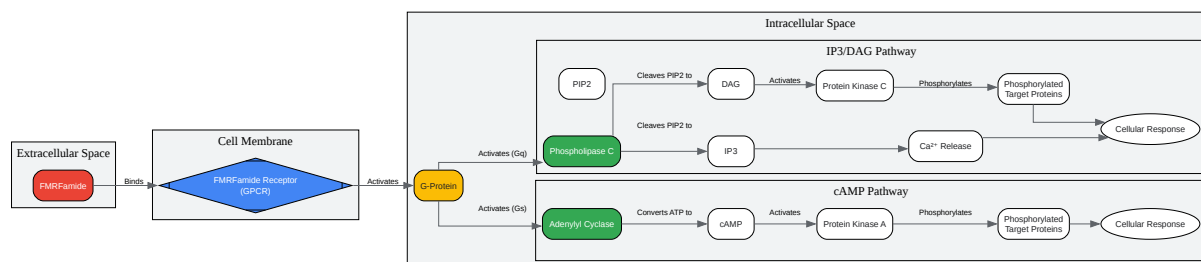 Intracellular Space
IP3/DAG Pathway
PIP2
Cleaves PIP2 to
DAG
Activates
Protein Kinase C
Phosphorylates
Phosphorylated
Target Proteins
Cellular Response
Cell Membrane
Extracellular Space
FMRFamide
Binds
FMRFamide Receptor
(GPCR)
Activates
G-Protein
Activates (Gq)
Phospholipase C
Cleaves PIP2 to
IP3
Ca²⁺ Release
Activates (Gs)
cAMP Pathway
Adenylyl Cyclase
Converts ATP to
cAMP
Activates
Protein Kinase A
Phosphorylates
Phosphorylated
Target Proteins
Cellular Response